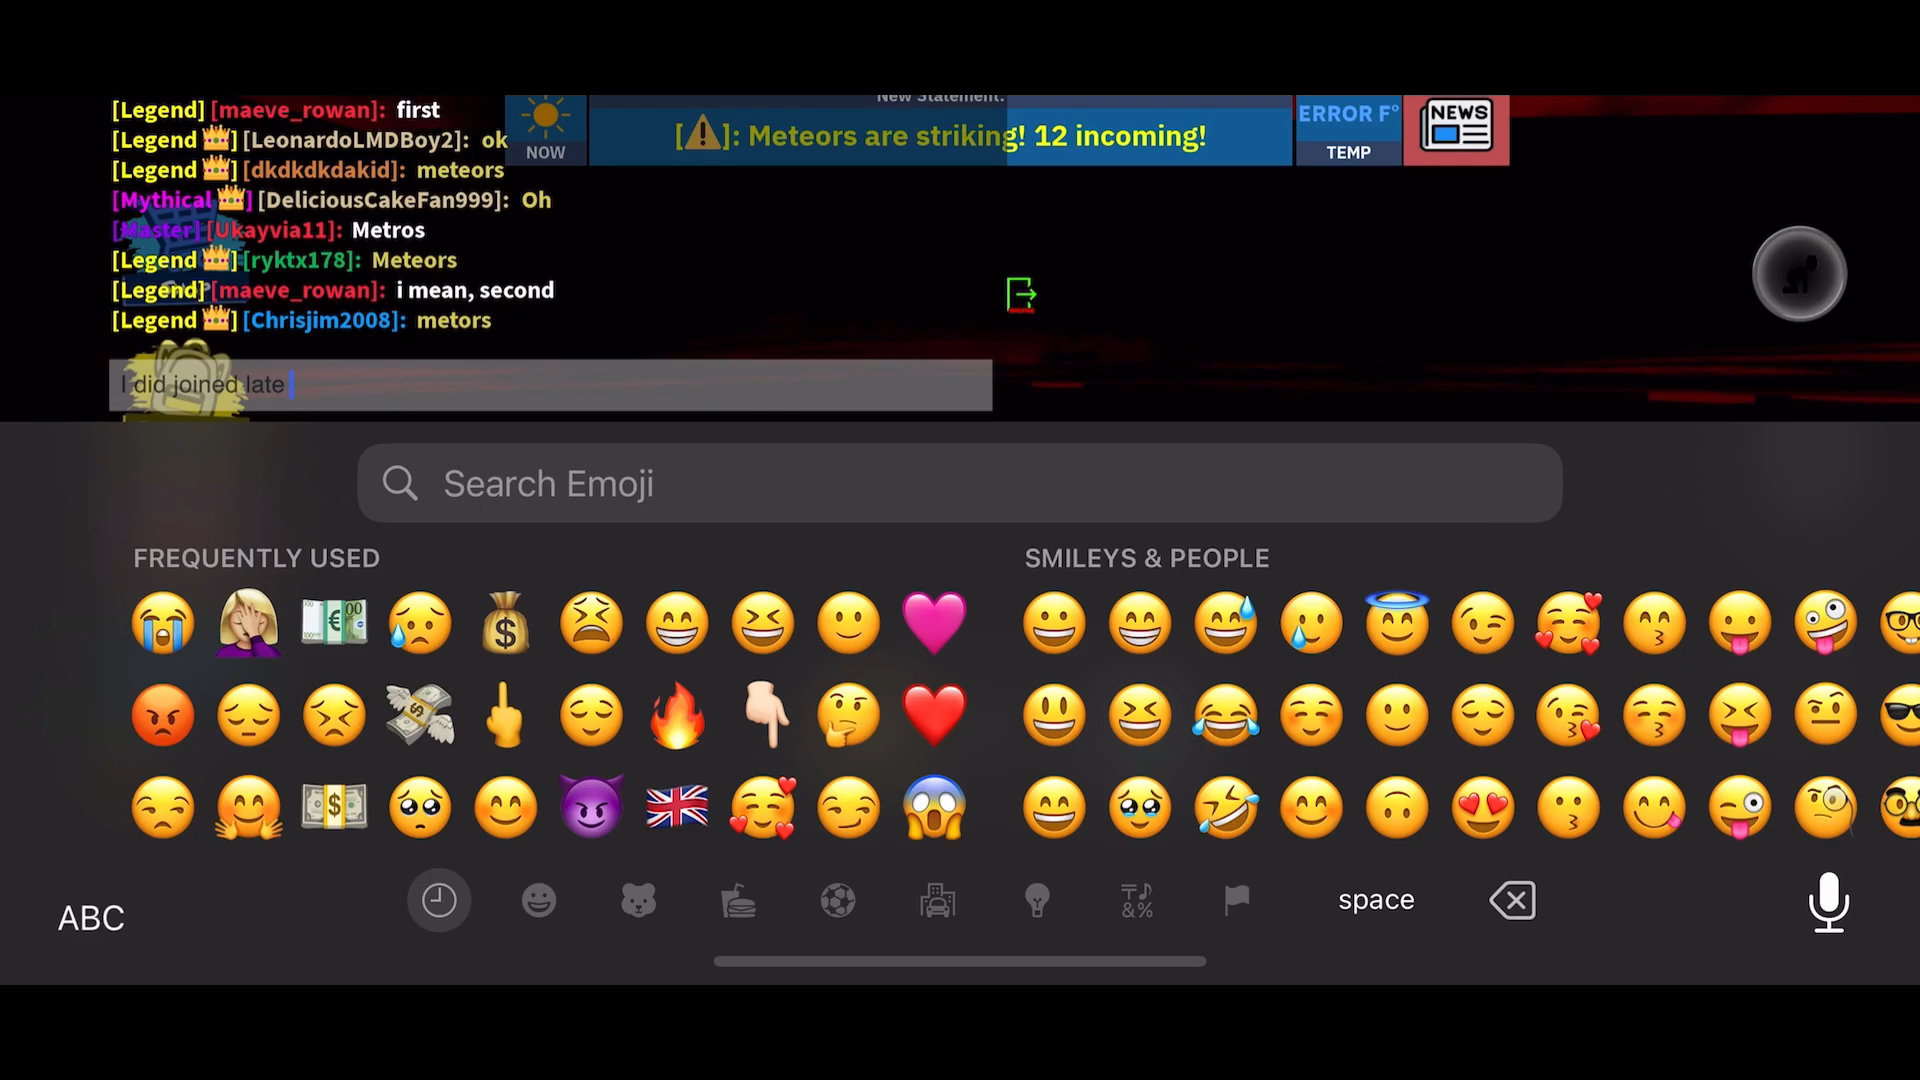 New Statement:
[Legend] [maeve_rowan]: first
[Legend 👑] [LeonardoLMDBoy2]: ok
[Legend 👑] [dkdkdkdakid]: meteors
[Mythical 👑] [DeliciousCakeFan999]: Oh
[Master] [Ukayvia11]: Metros
[Legend 👑] [ryktx178]: Meteors
[Legend] [maeve_rowan]: i mean, second
[Legend 👑] [Chrisjim2008]: metors
I did joined late
NOW
[⚠️]: Meteors are striking! 12 incoming!
ERROR F°
TEMP
NEWS
Search Emoji
FREQUENTLY USED
SMILEYS & PEOPLE
ABC
space